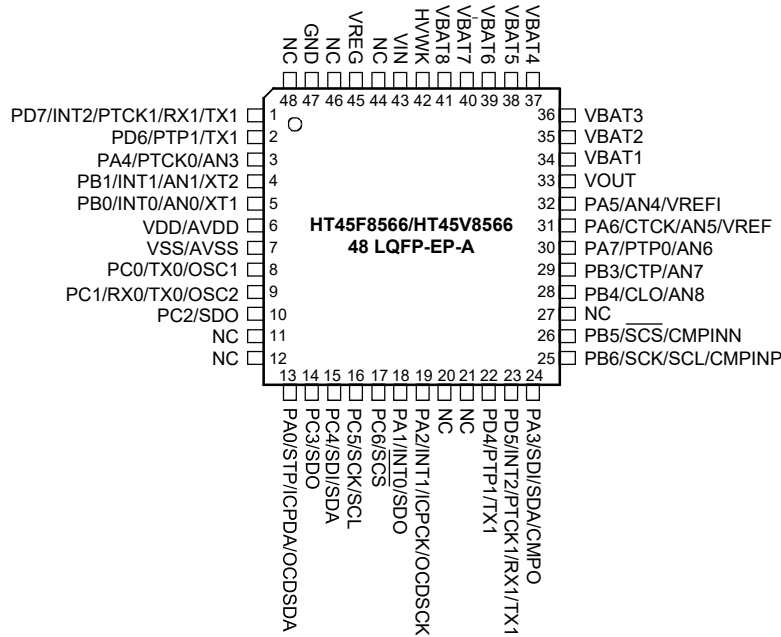 NC
GND
NC
VREG
NC
VIN
HVWK
VBAT8
VBAT7
VBAT6
VBAT5
VBAT4
48 47 46 45 44 43 42 41 40 39 38 37
PD7/INT2/PTCK1/RX1/TX1 1
PD6/PTP1/TX1 2
PA4/PTCK0/AN3 3
PB1/INT1/AN1/XT2 4
PB0/INT0/AN0/XT1 5
VDD/AVDD 6
VSS/AVSS 7
PC0/TX0/OSC1 8
PC1/RX0/TX0/OSC2 9
PC2/SDO 10
NC 11
NC 12
HT45F8566/HT45V8566
48 LQFP-EP-A
36 VBAT3
35 VBAT2
34 VBAT1
33 VOUT
32 PA5/AN4/VREFI
31 PA6/CTCK/AN5/VREF
30 PA7/PTP0/AN6
29 PB3/CTP/AN7
28 PB4/CLO/AN8
27 NC
26 PB5/SCS/CMPINN
25 PB6/SCK/SCL/CMPINP
13 14 15 16 17 18 19 20 21 22 23 24
PA0/STP/ICPDA/OCDSDA
PC3/SDO
PC4/SDI/SDA
PC5/SCK/SCL
PC6/SCS
PA1/INT0/SDO
PA2/INT1/ICPCK/OCDSCK
NC
NC
PD4/PTP1/TX1
PD5/INT2/PTCK1/RX1/TX1
PA3/SDI/SDA/CMPO